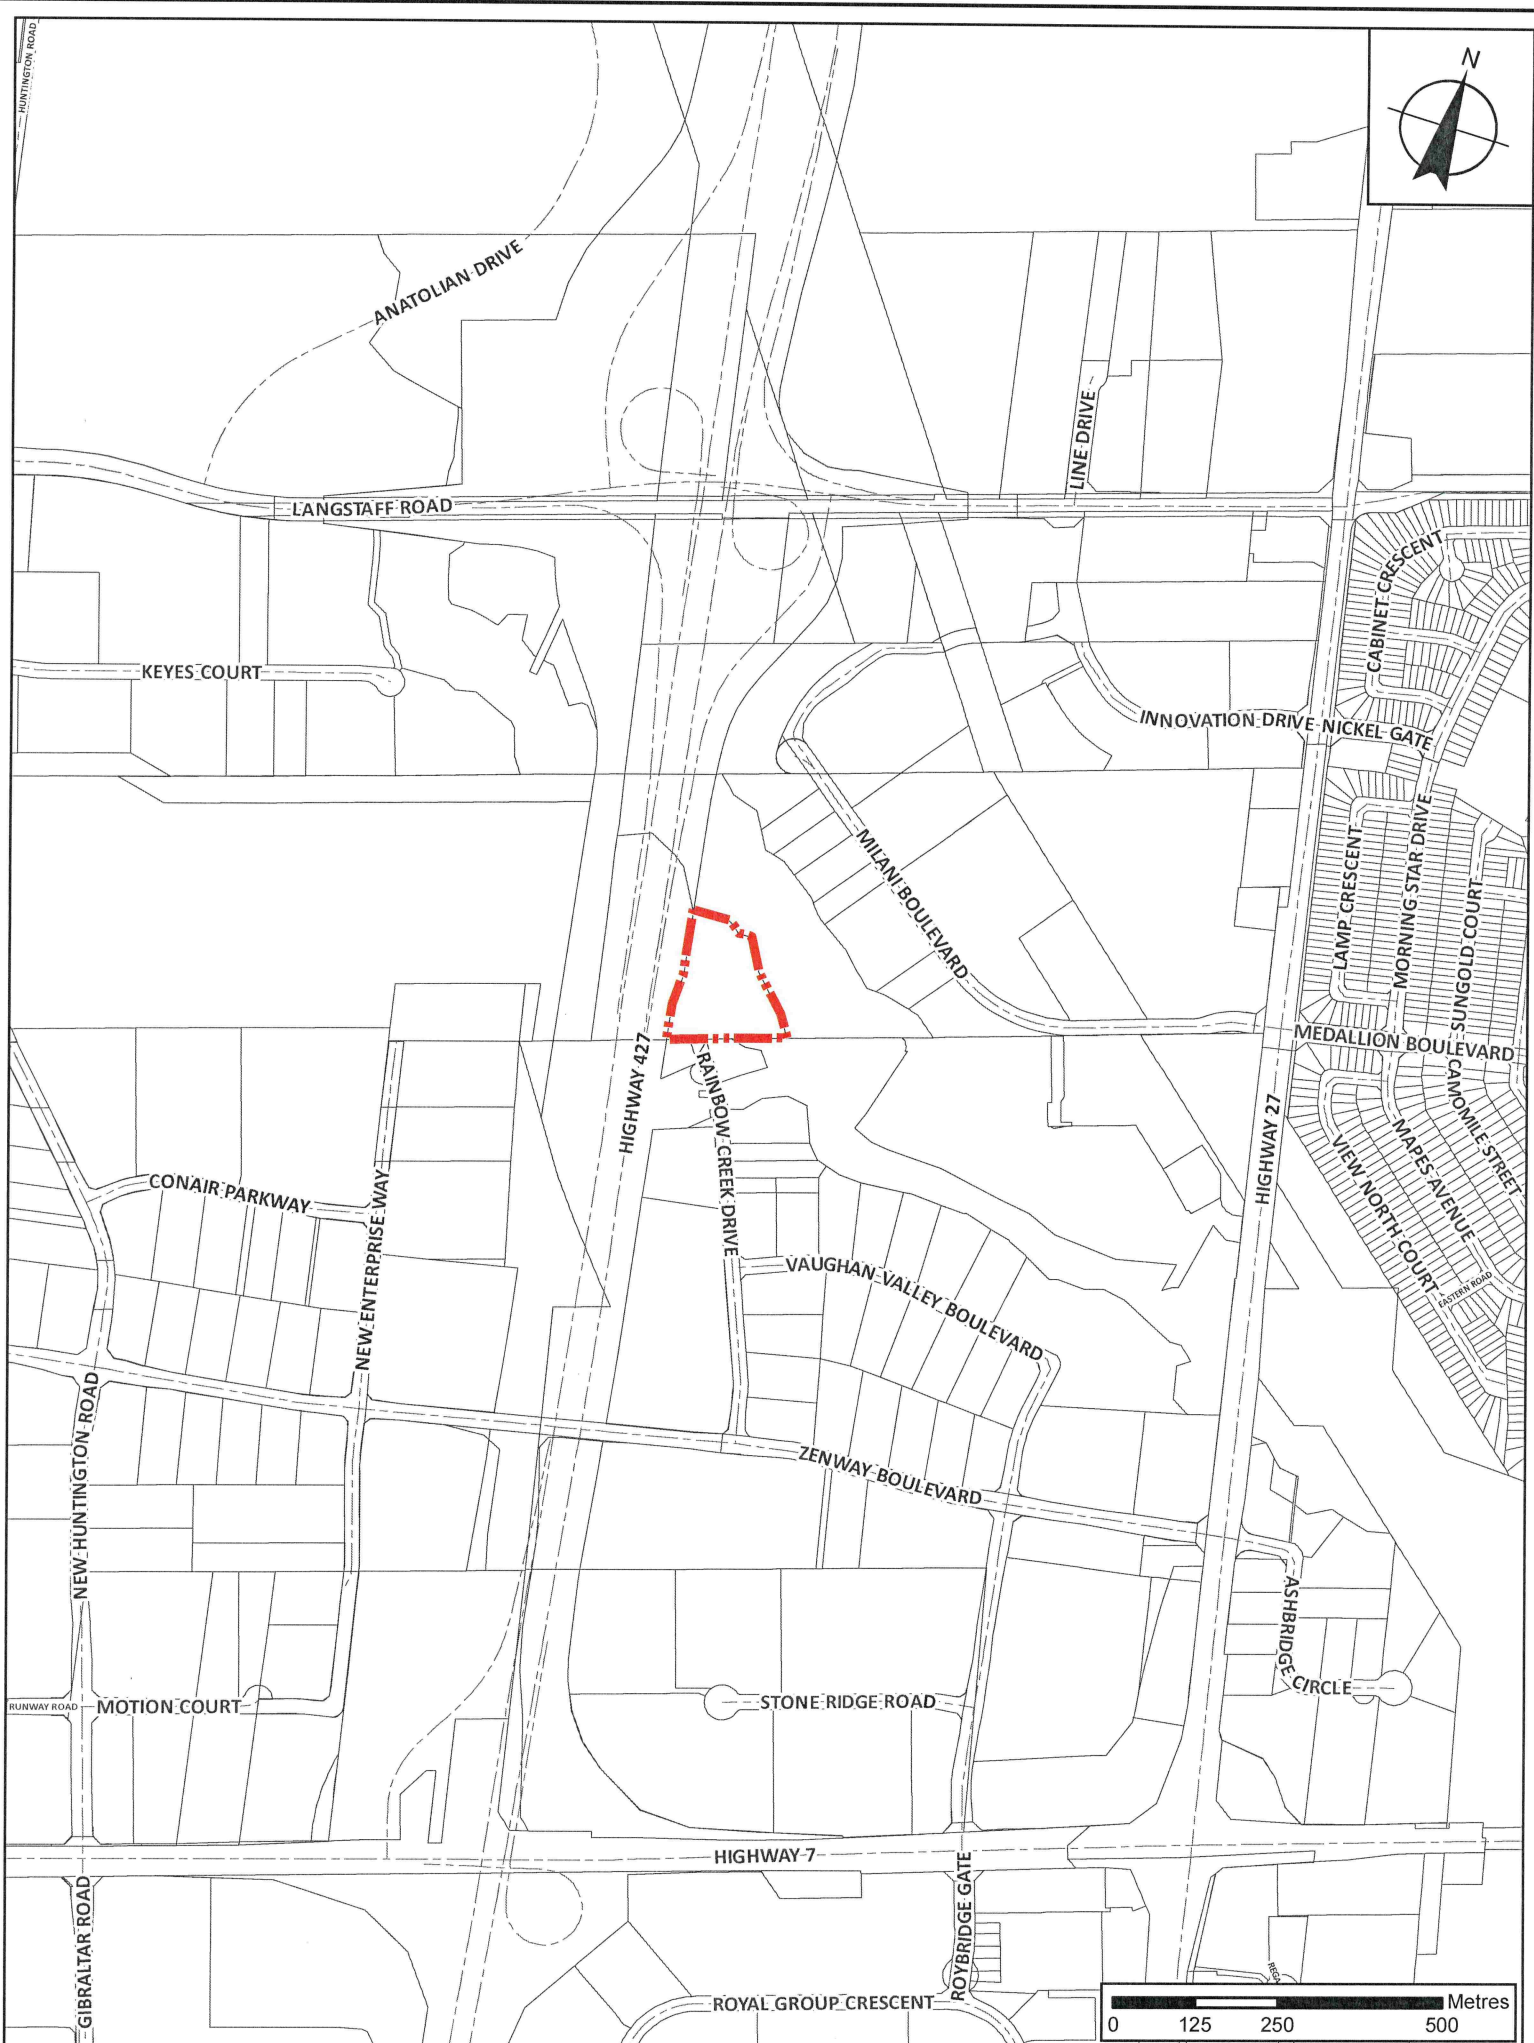 HUNTINGTON ROAD
N
ANATOLIAN DRIVE
LINE DRIVE
LANGSTAFF ROAD
CABINET CRESCENT
KEYES COURT
INNOVATION DRIVE
NICKEL GATE
MILANI BOULEVARD
LAMP CRESCENT
MORNING STAR DRIVE
SUNGOLD COURT
HIGHWAY 427
MEDALLION BOULEVARD
RAINBOW CREEK DRIVE
HIGHWAY 27
CAMOMILE STREET
MAPES AVENUE
VIEW NORTH COURT
CONAIR PARKWAY
NEW ENTERPRISE WAY
VAUGHAN VALLEY BOULEVARD
EASTERN ROAD
NEW HUNTINGTON ROAD
ZENWAY BOULEVARD
ASHBRIDGE CIRCLE
RUNWAY ROAD
MOTION COURT
STONE RIDGE ROAD
HIGHWAY 7
GIBRALTAR ROAD
ROYBRIDGE GATE
ROYAL GROUP CRESCENT
Metres
0 125 250 500